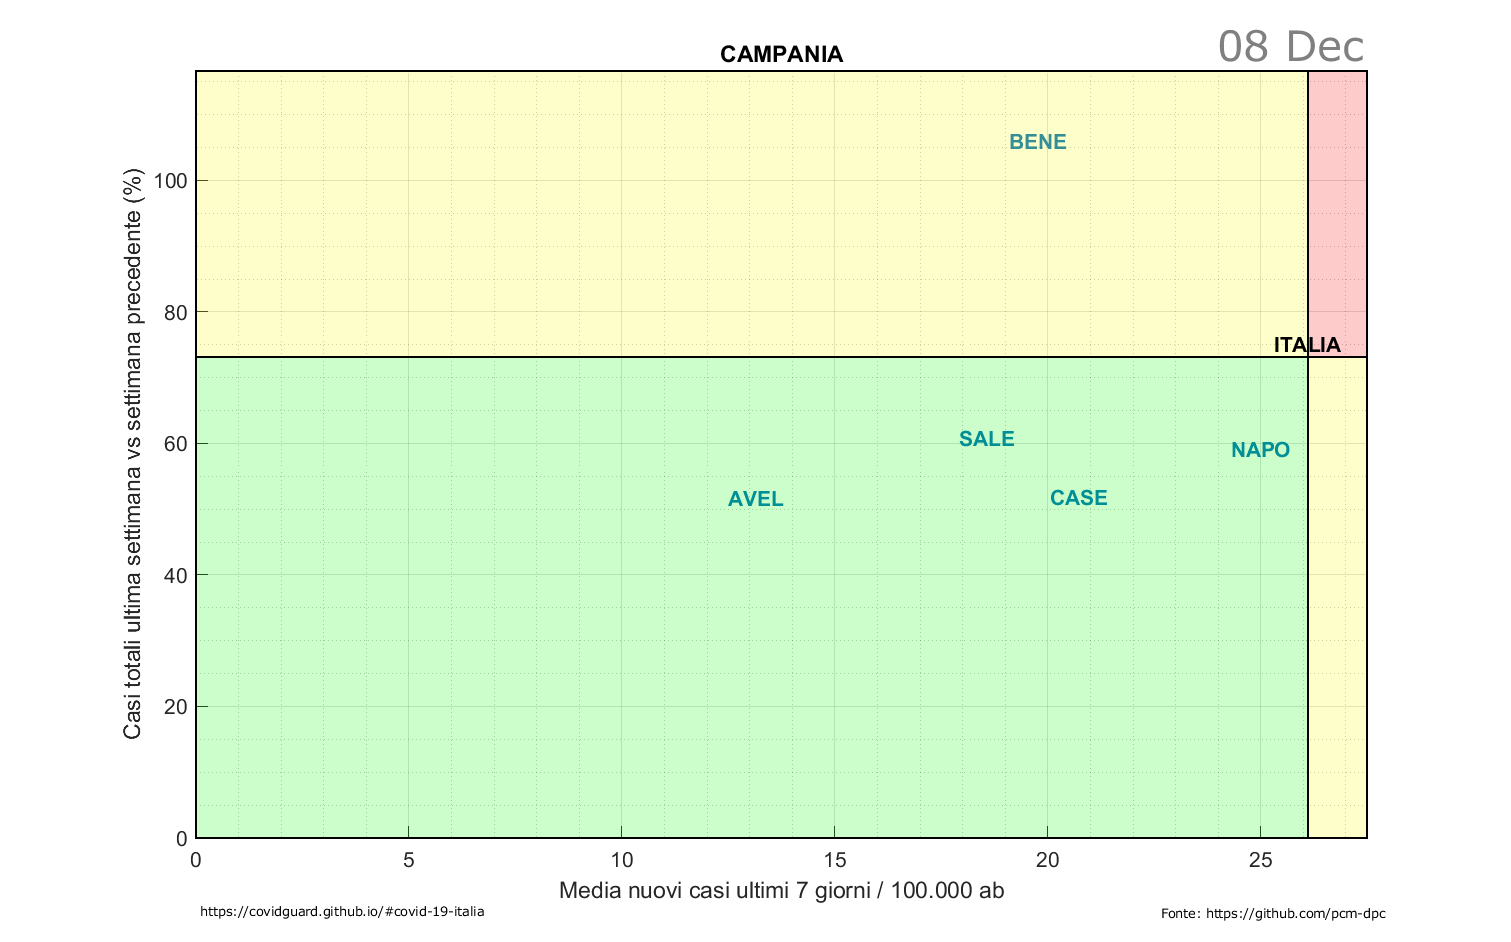 08 Dec
CAMPANIA
Casi totali ultima settimana vs settimana precedente (%)
100
80
60
40
20
0
BENE
ITALIA
SALE
NAPO
AVEL
CASE
0 5 10 15 20 25
Media nuovi casi ultimi 7 giorni / 100.000 ab
https://covidguard.github.io/#covid-19-italia
Fonte: https://github.com/pcm-dpc